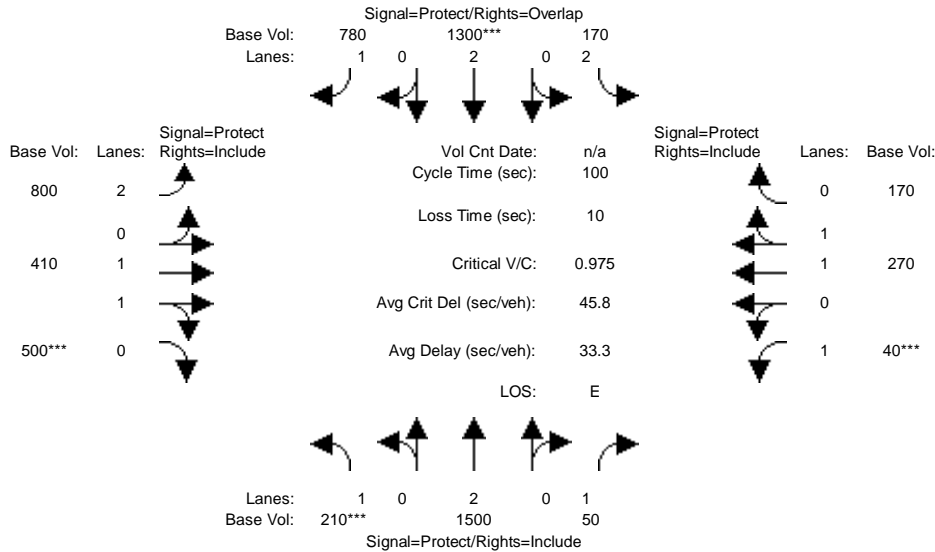 Signal=Protect/Rights=Overlap
Base Vol: 780 1300*** 170
Lanes: 1 0 2 0 2
Signal=Protect Signal=Protect
Base Vol: Lanes: Rights=Include Vol Cnt Date: n/a Rights=Include Lanes: Base Vol:
Cycle Time (sec): 100
800 2 0 170
Loss Time (sec): 10
0 1
410 1 Critical V/C: 0.975 1 270
1 Avg Crit Del (sec/veh): 45.8 0
500*** 0 Avg Delay (sec/veh): 33.3 1 40***
LOS: E
Lanes: 1 0 2 0 1
Base Vol: 210*** 1500 50
Signal=Protect/Rights=Include